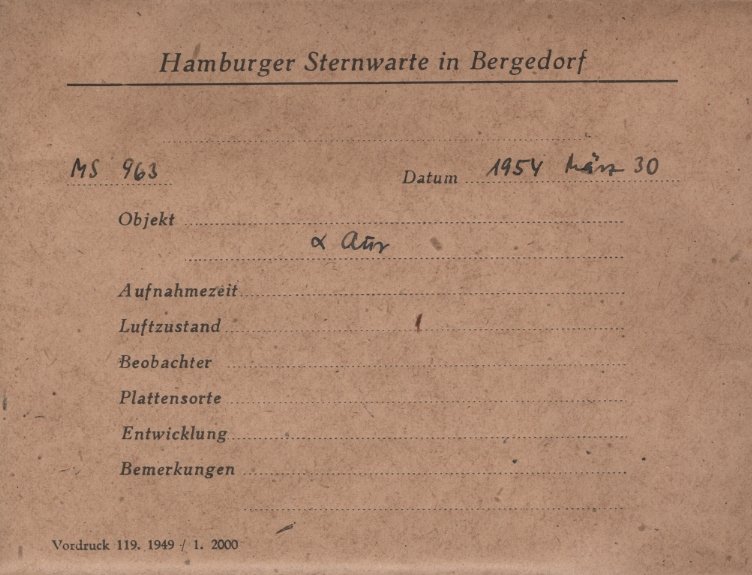 Hamburger Sternwarte in Bergedorf
MS 963 Datum 1954 März 30
Objekt
α Aur
Aufnahmezeit
Luftzustand
Beobachter
Plattensorte
Entwicklung
Bemerkungen
Vordruck 119. 1949 / 1. 2000